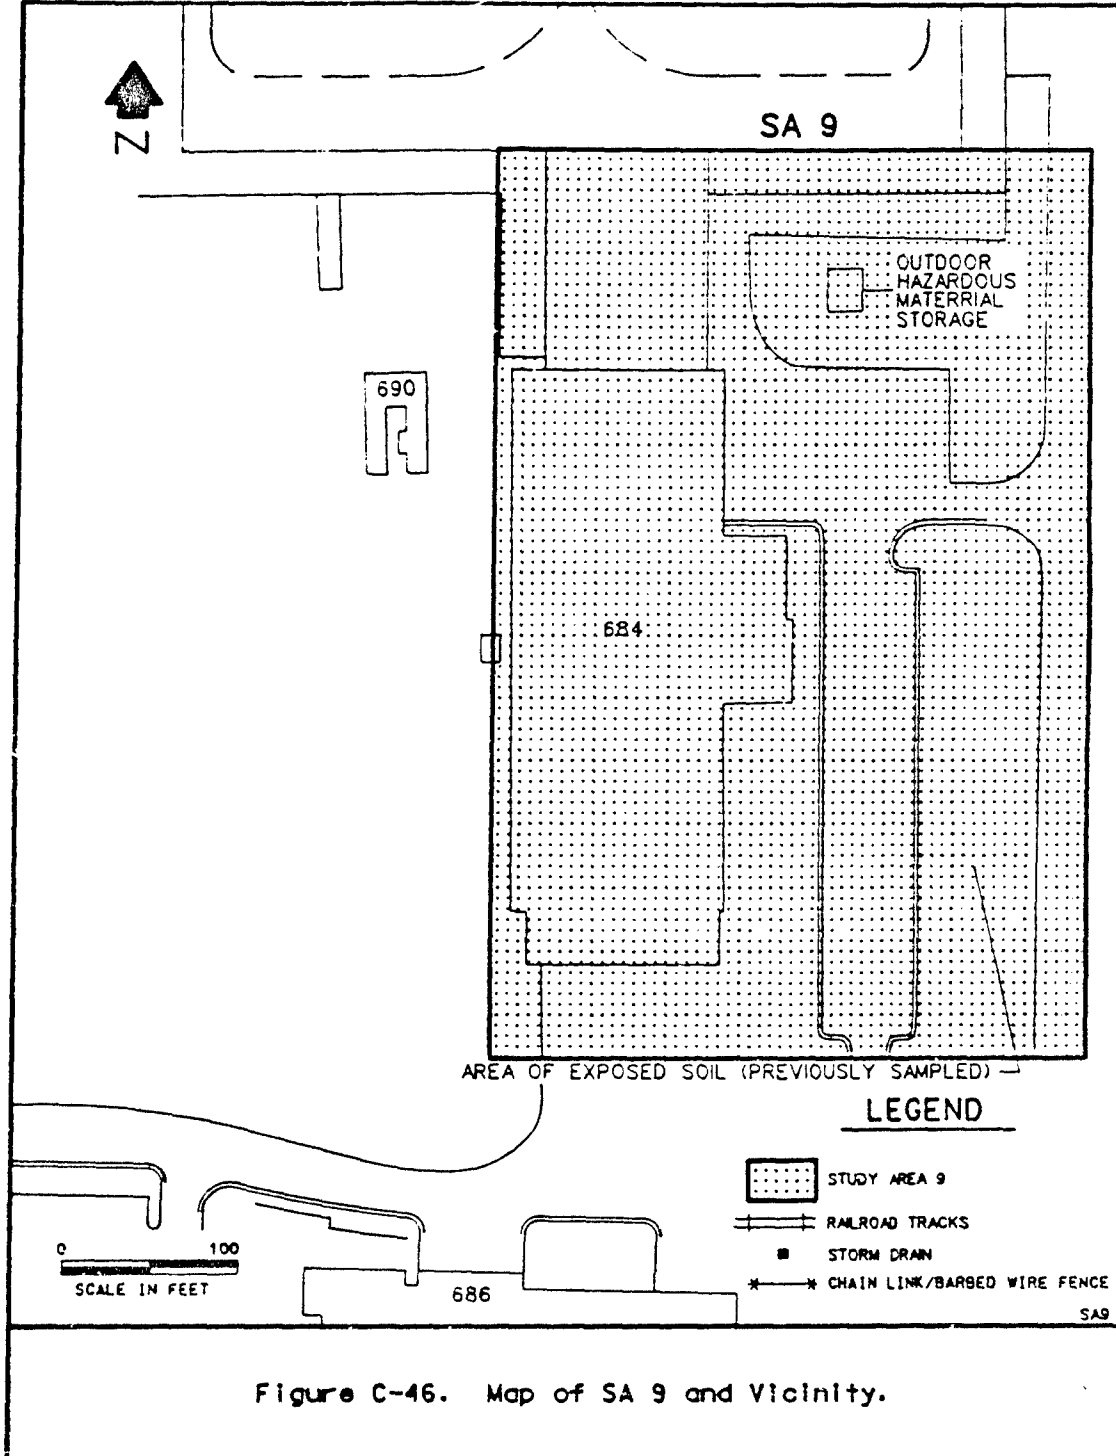 N
SA 9
OUTDOOR
HAZARDOUS
MATERRIAL
STORAGE
690
684
AREA OF EXPOSED SOIL (PREVIOUSLY SAMPLED)
LEGEND
STUDY AREA 9
RAILROAD TRACKS
STORM DRAIN
CHAIN LINK/BARBED WIRE FENCE
0 100
SCALE IN FEET
686
SA9
Figure C-46. Map of SA 9 and Vicinity.